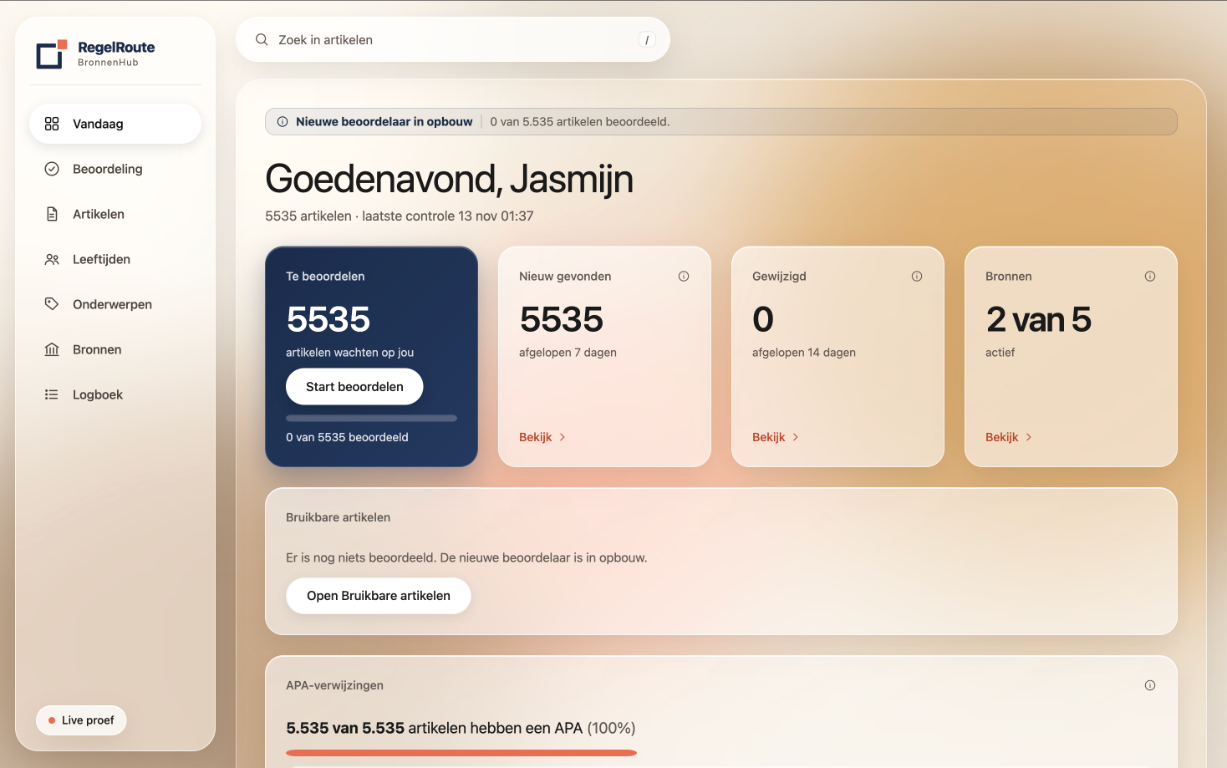 RegelRoute
BronnenHub
Vandaag
Beoordeling
Artikelen
Leeftijden
Onderwerpen
Bronnen
Logboek
Live proef
Zoek in artikelen
/
Nieuwe beoordelaar in opbouw
0 van 5.535 artikelen beoordeeld.
Goedenavond, Jasmijn
5535 artikelen · laatste controle 13 nov 01:37
Te beoordelen
5535
artikelen wachten op jou
Start beoordelen
0 van 5535 beoordeeld
Nieuw gevonden
5535
afgelopen 7 dagen
Bekijk
Gewijzigd
0
afgelopen 14 dagen
Bekijk
Bronnen
2 van 5
actief
Bekijk
Bruikbare artikelen
Er is nog niets beoordeeld. De nieuwe beoordelaar is in opbouw.
Open Bruikbare artikelen
APA-verwijzingen
5.535 van 5.535 artikelen hebben een APA (100%)